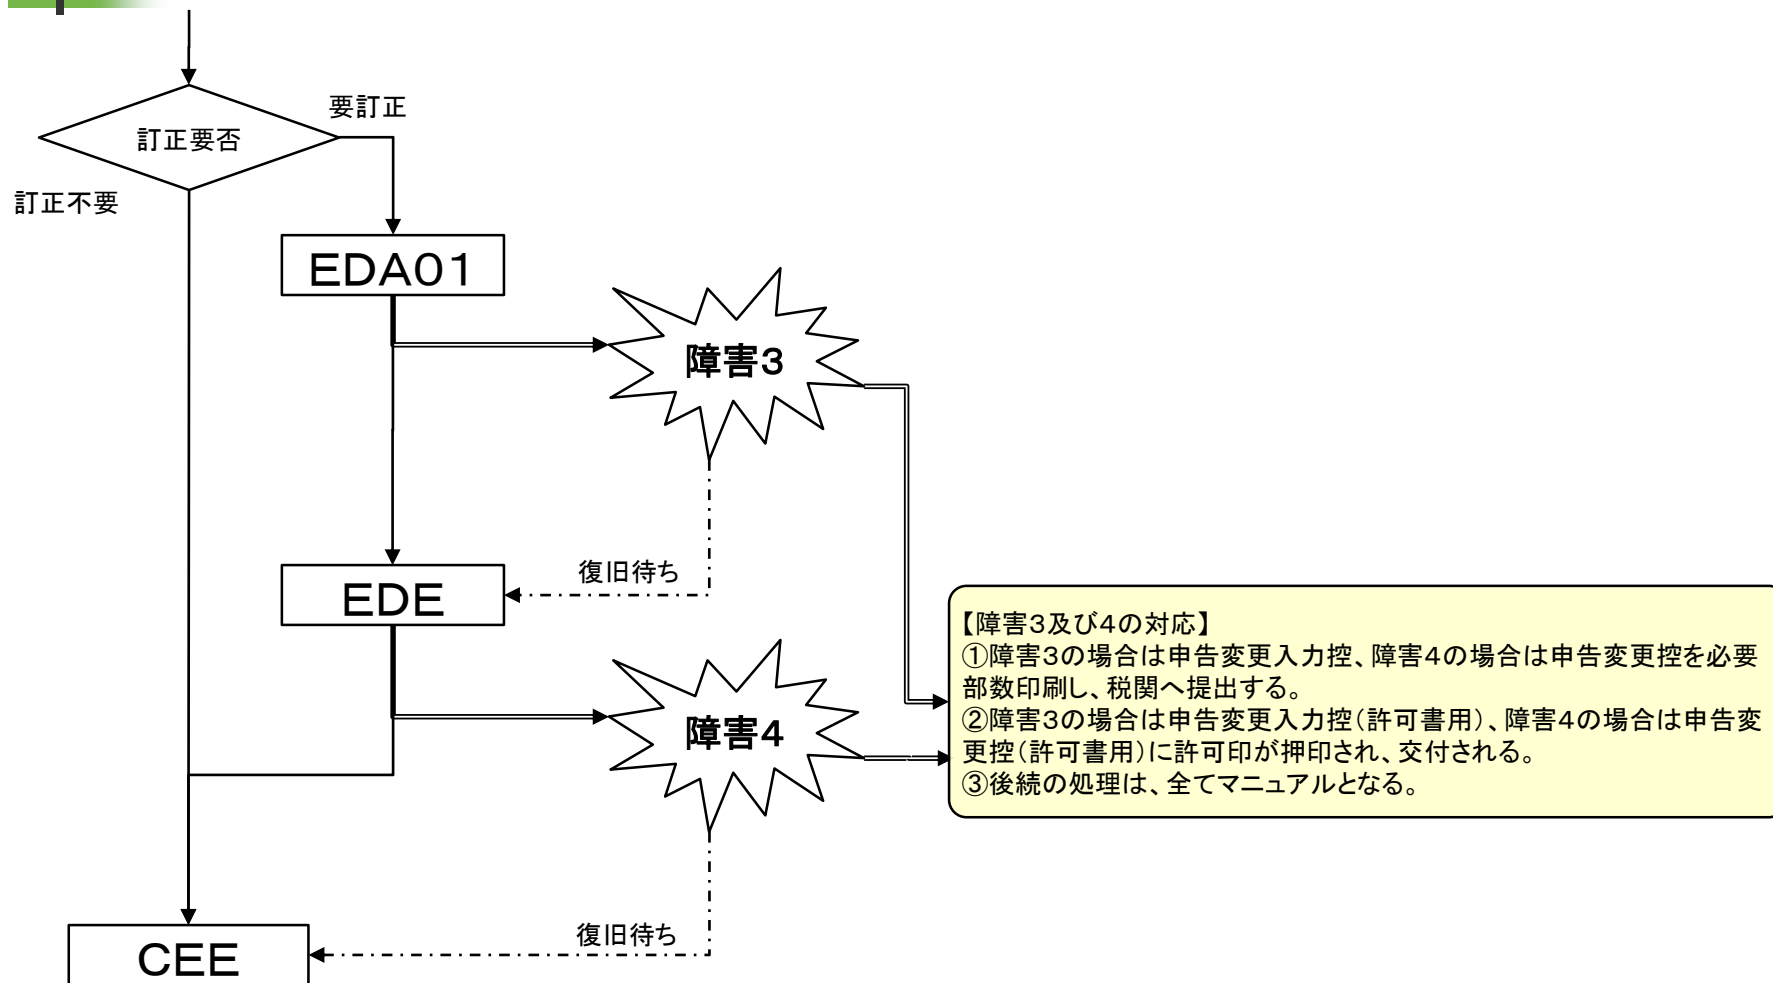 要訂正
訂正要否
訂正不要
EDA01
障害3
復旧待ち
EDE
【障害3及び4の対応】
①障害3の場合は申告変更入力控、障害4の場合は申告変更控を必要
部数印刷し、税関へ提出する。
②障害3の場合は申告変更入力控(許可書用)、障害4の場合は申告変
更控(許可書用)に許可印が押印され、交付される。
③後続の処理は、全てマニュアルとなる。
障害4
復旧待ち
CEE